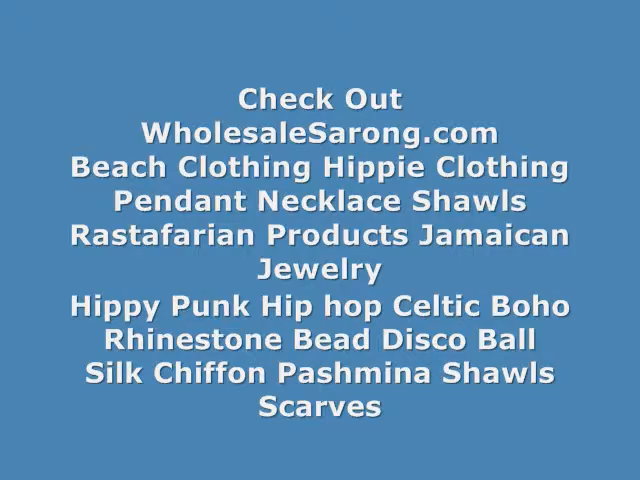 Check Out
WholesaleSarong.com
Beach Clothing Hippie Clothing
Pendant Necklace Shawls
Rastafarian Products Jamaican
Jewelry
Hippy Punk Hip hop Celtic Boho
Rhinestone Bead Disco Ball
Silk Chiffon Pashmina Shawls
Scarves